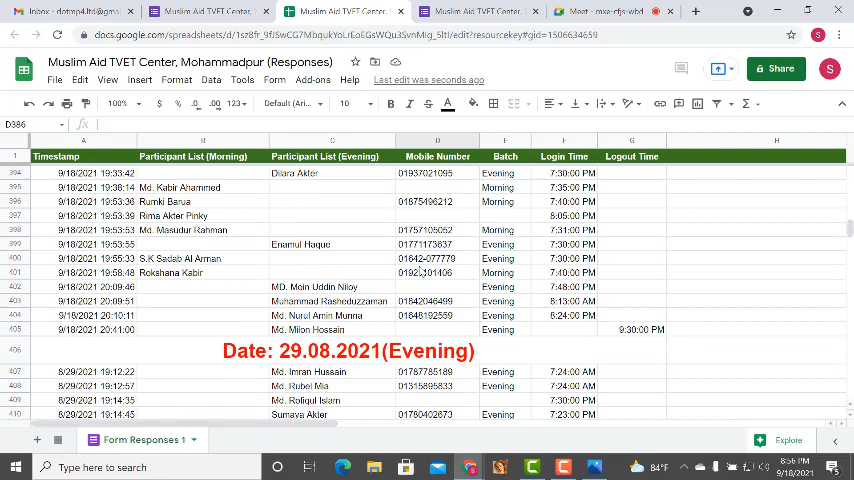 Inbox - dotmp4.ltd@gmail
Muslim Aid TVET Center, Moham
Muslim Aid TVET Center, Moham
Muslim Aid TVET Center, Moham
Meet - mxe-cfjs-wbd
docs.google.com/spreadsheets/d/1sz8fr_9fJSwCG7MbqukYoLrEoEGsWQu3SvnO_5ltI/edit?resourcekey#gid=1506634659
S
Muslim Aid TVET Center, Mohammadpur (Responses)
Share
S
File Edit View Insert Format Data Tools Form Add-ons Help Last edit was seconds ago
100% $ % .0 .00 123 Default (Ari... 10 B I S A
D386 fx
A B C D E F G H
1 Timestamp Participant List (Morning) Participant List (Evening) Mobile Number Batch Login Time Logout Time
394 9/18/2021 19:33:42 Dilara Akter 01937021095 Evening 7:30:00 PM
395 9/18/2021 19:38:14 Md. Kabir Ahammed Morning 7:35:00 PM
396 9/18/2021 19:53:36 Rumki Barua 01875496212 Morning 7:40:00 PM
397 9/18/2021 19:53:39 Rima Akter Pinky 8:05:00 PM
398 9/18/2021 19:53:53 Md. Masudur Rahman 01757105052 Morning 7:31:00 PM
399 9/18/2021 19:53:55 Enamul Haque 01771173637 Evening 7:30:00 PM
400 9/18/2021 19:55:33 S.K Sadab Al Arman 01642-077779 Evening 7:30:00 PM
401 9/18/2021 19:58:48 Rokshana Kabir Morning 7:40:00 PM
402 9/18/2021 20:09:46 MD. Moin Uddin Niloy Evening 7:48:00 PM
403 9/18/2021 20:09:51 Muhammad Rasheduzzaman 01842046499 Evening 8:13:00 AM
404 9/18/2021 20:10:11 Md. Nurul Amin Munna 01648192559 Evening 8:24:00 PM
405 9/18/2021 20:41:00 Md. Milon Hossain Evening 9:30:00 PM
406 Date: 29.08.2021(Evening)
407 8/29/2021 19:12:22 Md. Imran Hussain 01787785189 Evening 7:24:00 AM
408 8/29/2021 19:12:57 Md. Rubel Mia 01315895833 Evening 7:24:00 AM
409 8/29/2021 19:14:35 Md. Rofiqul Islam 7:30:00 PM
410 8/29/2021 19:14:45 Sumaya Akter 01780402673 Evening 7:23:00 PM
Form Responses 1
Explore
Type here to search
84°F
8:56 PM
9/18/2021
5